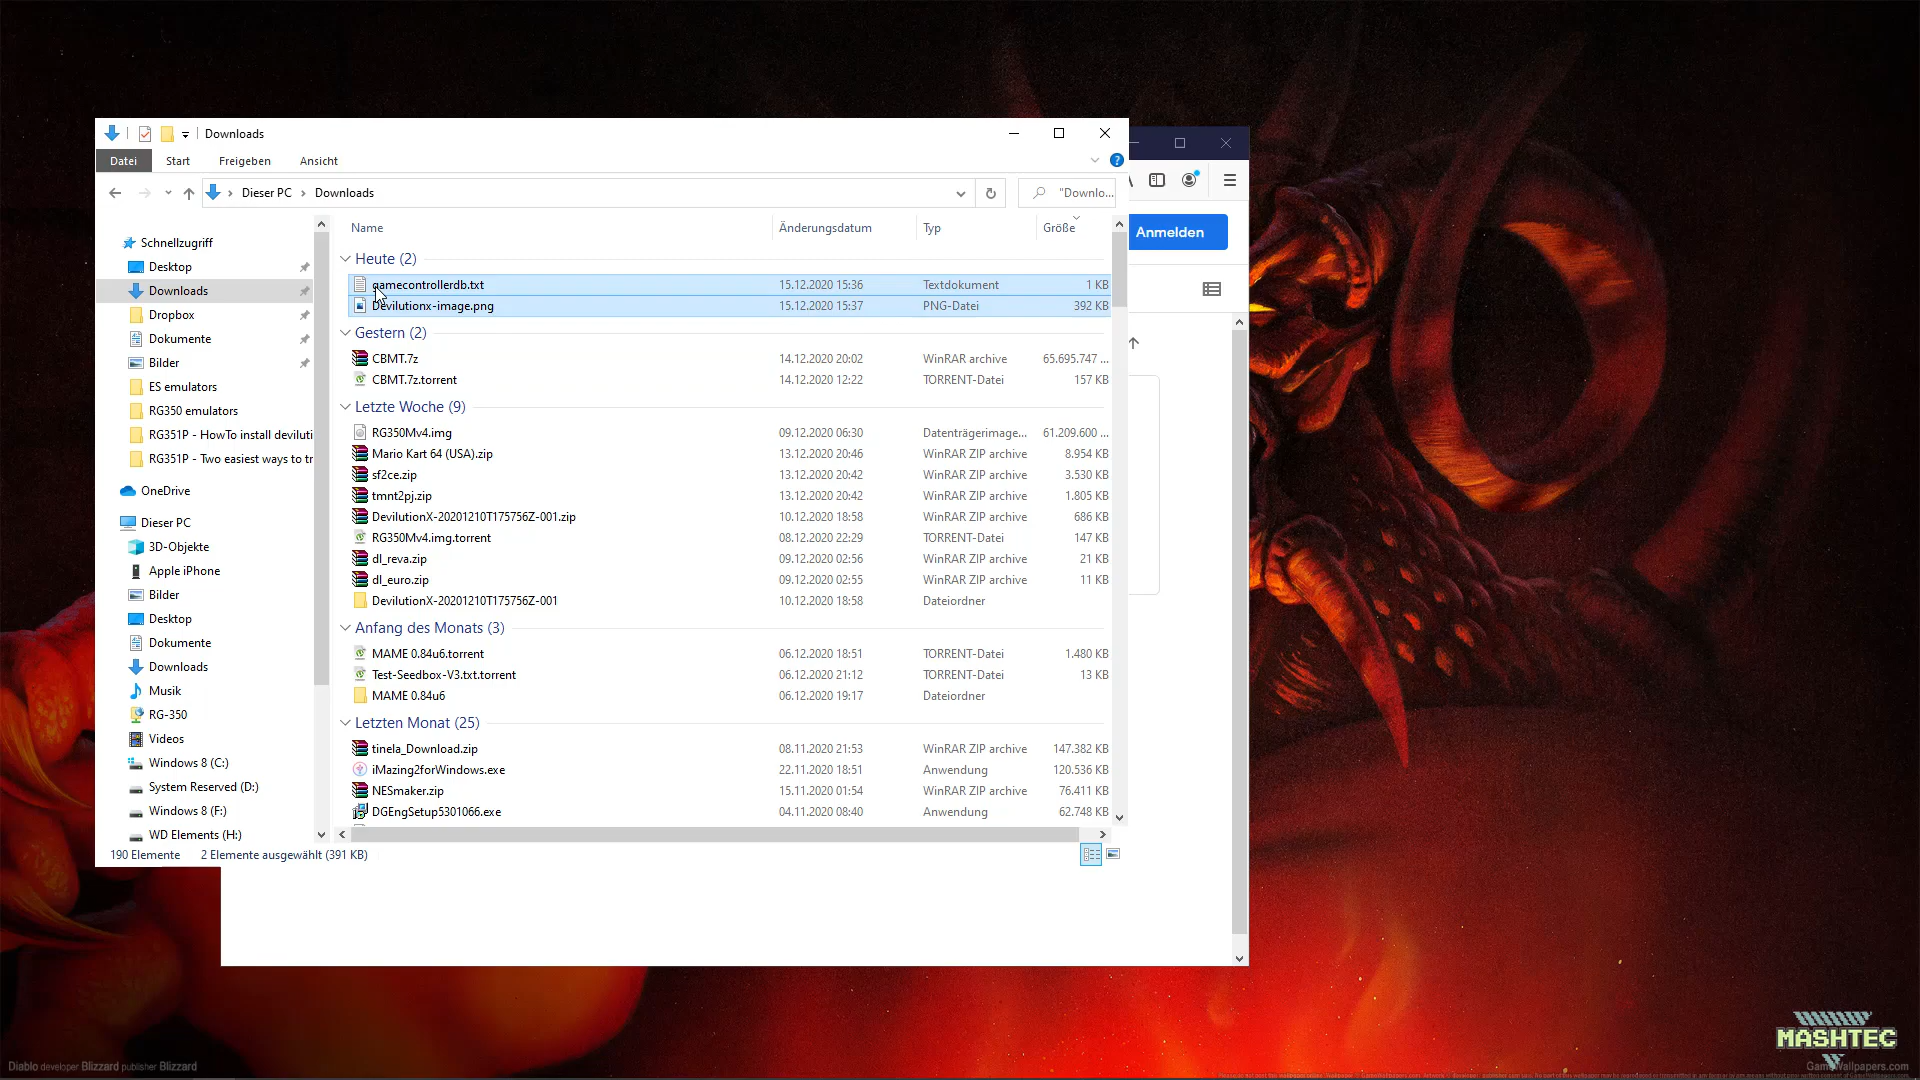 Downloads
Datei Start Freigeben Ansicht
Dieser PC Downloads "Downlo...
Anmelden
Name Änderungsdatum Typ Größe
Schnellzugriff
Desktop
Downloads
Dropbox
Dokumente
Bilder
ES emulators
RG350 emulators
RG351P - HowTo install deviluti
RG351P - Two easiest ways to tr
OneDrive
Dieser PC
3D-Objekte
Apple iPhone
Bilder
Desktop
Dokumente
Downloads
Musik
RG-350
Videos
Windows 8 (C:)
System Reserved (D:)
Windows 8 (F:)
WD Elements (H:)
Heute (2)
gamecontrollerdb.txt 15.12.2020 15:36 Textdokument 1 KB
Devilutionx-image.png 15.12.2020 15:37 PNG-Datei 392 KB
Gestern (2)
CBMT.7z 14.12.2020 20:02 WinRAR archive 65.695.747 ...
CBMT.7z.torrent 14.12.2020 12:22 TORRENT-Datei 157 KB
Letzte Woche (9)
RG350Mv4.img 09.12.2020 06:30 Datenträgerimage... 61.209.600 ...
Mario Kart 64 (USA).zip 13.12.2020 20:46 WinRAR ZIP archive 8.954 KB
sf2ce.zip 13.12.2020 20:42 WinRAR ZIP archive 3.530 KB
tmnt2pj.zip 13.12.2020 20:42 WinRAR ZIP archive 1.805 KB
DevilutionX-20201210T175756Z-001.zip 10.12.2020 18:58 WinRAR ZIP archive 686 KB
RG350Mv4.img.torrent 08.12.2020 22:29 TORRENT-Datei 147 KB
dl_reva.zip 09.12.2020 02:56 WinRAR ZIP archive 21 KB
dl_euro.zip 09.12.2020 02:55 WinRAR ZIP archive 11 KB
DevilutionX-20201210T175756Z-001 10.12.2020 18:58 Dateiordner
Anfang des Monats (3)
MAME 0.84u6.torrent 06.12.2020 18:51 TORRENT-Datei 1.480 KB
Test-Seedbox-V3.txt.torrent 06.12.2020 21:12 TORRENT-Datei 13 KB
MAME 0.84u6 06.12.2020 19:17 Dateiordner
Letzten Monat (25)
tinela_Download.zip 08.11.2020 21:53 WinRAR ZIP archive 147.382 KB
iMazing2forWindows.exe 22.11.2020 18:51 Anwendung 120.536 KB
NESmaker.zip 15.11.2020 01:54 WinRAR ZIP archive 76.411 KB
DGEngSetup5301066.exe 04.11.2020 08:40 Anwendung 62.748 KB
190 Elemente 2 Elemente ausgewählt (391 KB)
MASHTEC
Diablo developer Blizzard publisher Blizzard